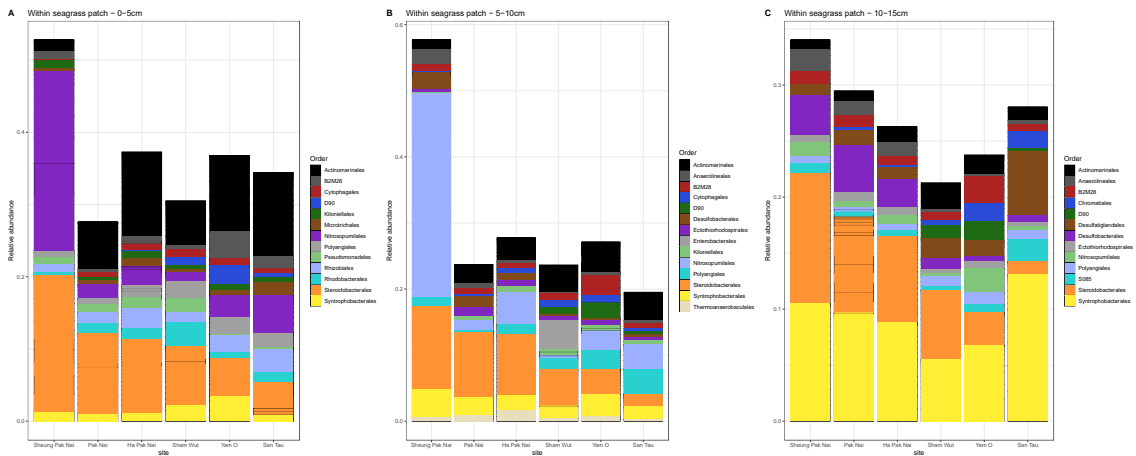 A Within seagrass patch − 0−5cm
Relative abundance
0.4
0.2
0.0
Sheung Pak Nai Pak Nai Ha Pak Nai Sham Wut Yam O San Tau
site
Order
Actinomarinales
B2M28
Cytophagales
D90
Kiloniellales
Microtrichales
Nitrosopumilales
Polyangiales
Pseudomonadales
Rhizobiales
Rhodobacterales
Steroidobacterales
Syntrophobacterales
B Within seagrass patch − 5−10cm
Relative abundance
0.6
0.4
0.2
0.0
Sheung Pak Nai Pak Nai Ha Pak Nai Sham Wut Yam O San Tau
site
Order
Actinomarinales
Anaerolineales
B2M28
Cytophagales
D90
Desulfobacterales
Ectothiorhodospirales
Enterobacterales
Kiloniellales
Nitrosopumilales
Polyangiales
Steroidobacterales
Syntrophobacterales
Thermoanaerobaculales
C Within seagrass patch − 10−15cm
Relative abundance
0.3
0.2
0.1
0.0
Sheung Pak Nai Pak Nai Ha Pak Nai Sham Wut Yam O San Tau
site
Order
Actinomarinales
Anaerolineales
B2M28
Chromatiales
D90
Desulfatiglandales
Desulfobacterales
Ectothiorhodospirales
Nitrosopumilales
Polyangiales
S085
Steroidobacterales
Syntrophobacterales